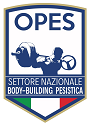 OPES
SETTORE NAZIONALE
BODY-BUILDING PESISTICA